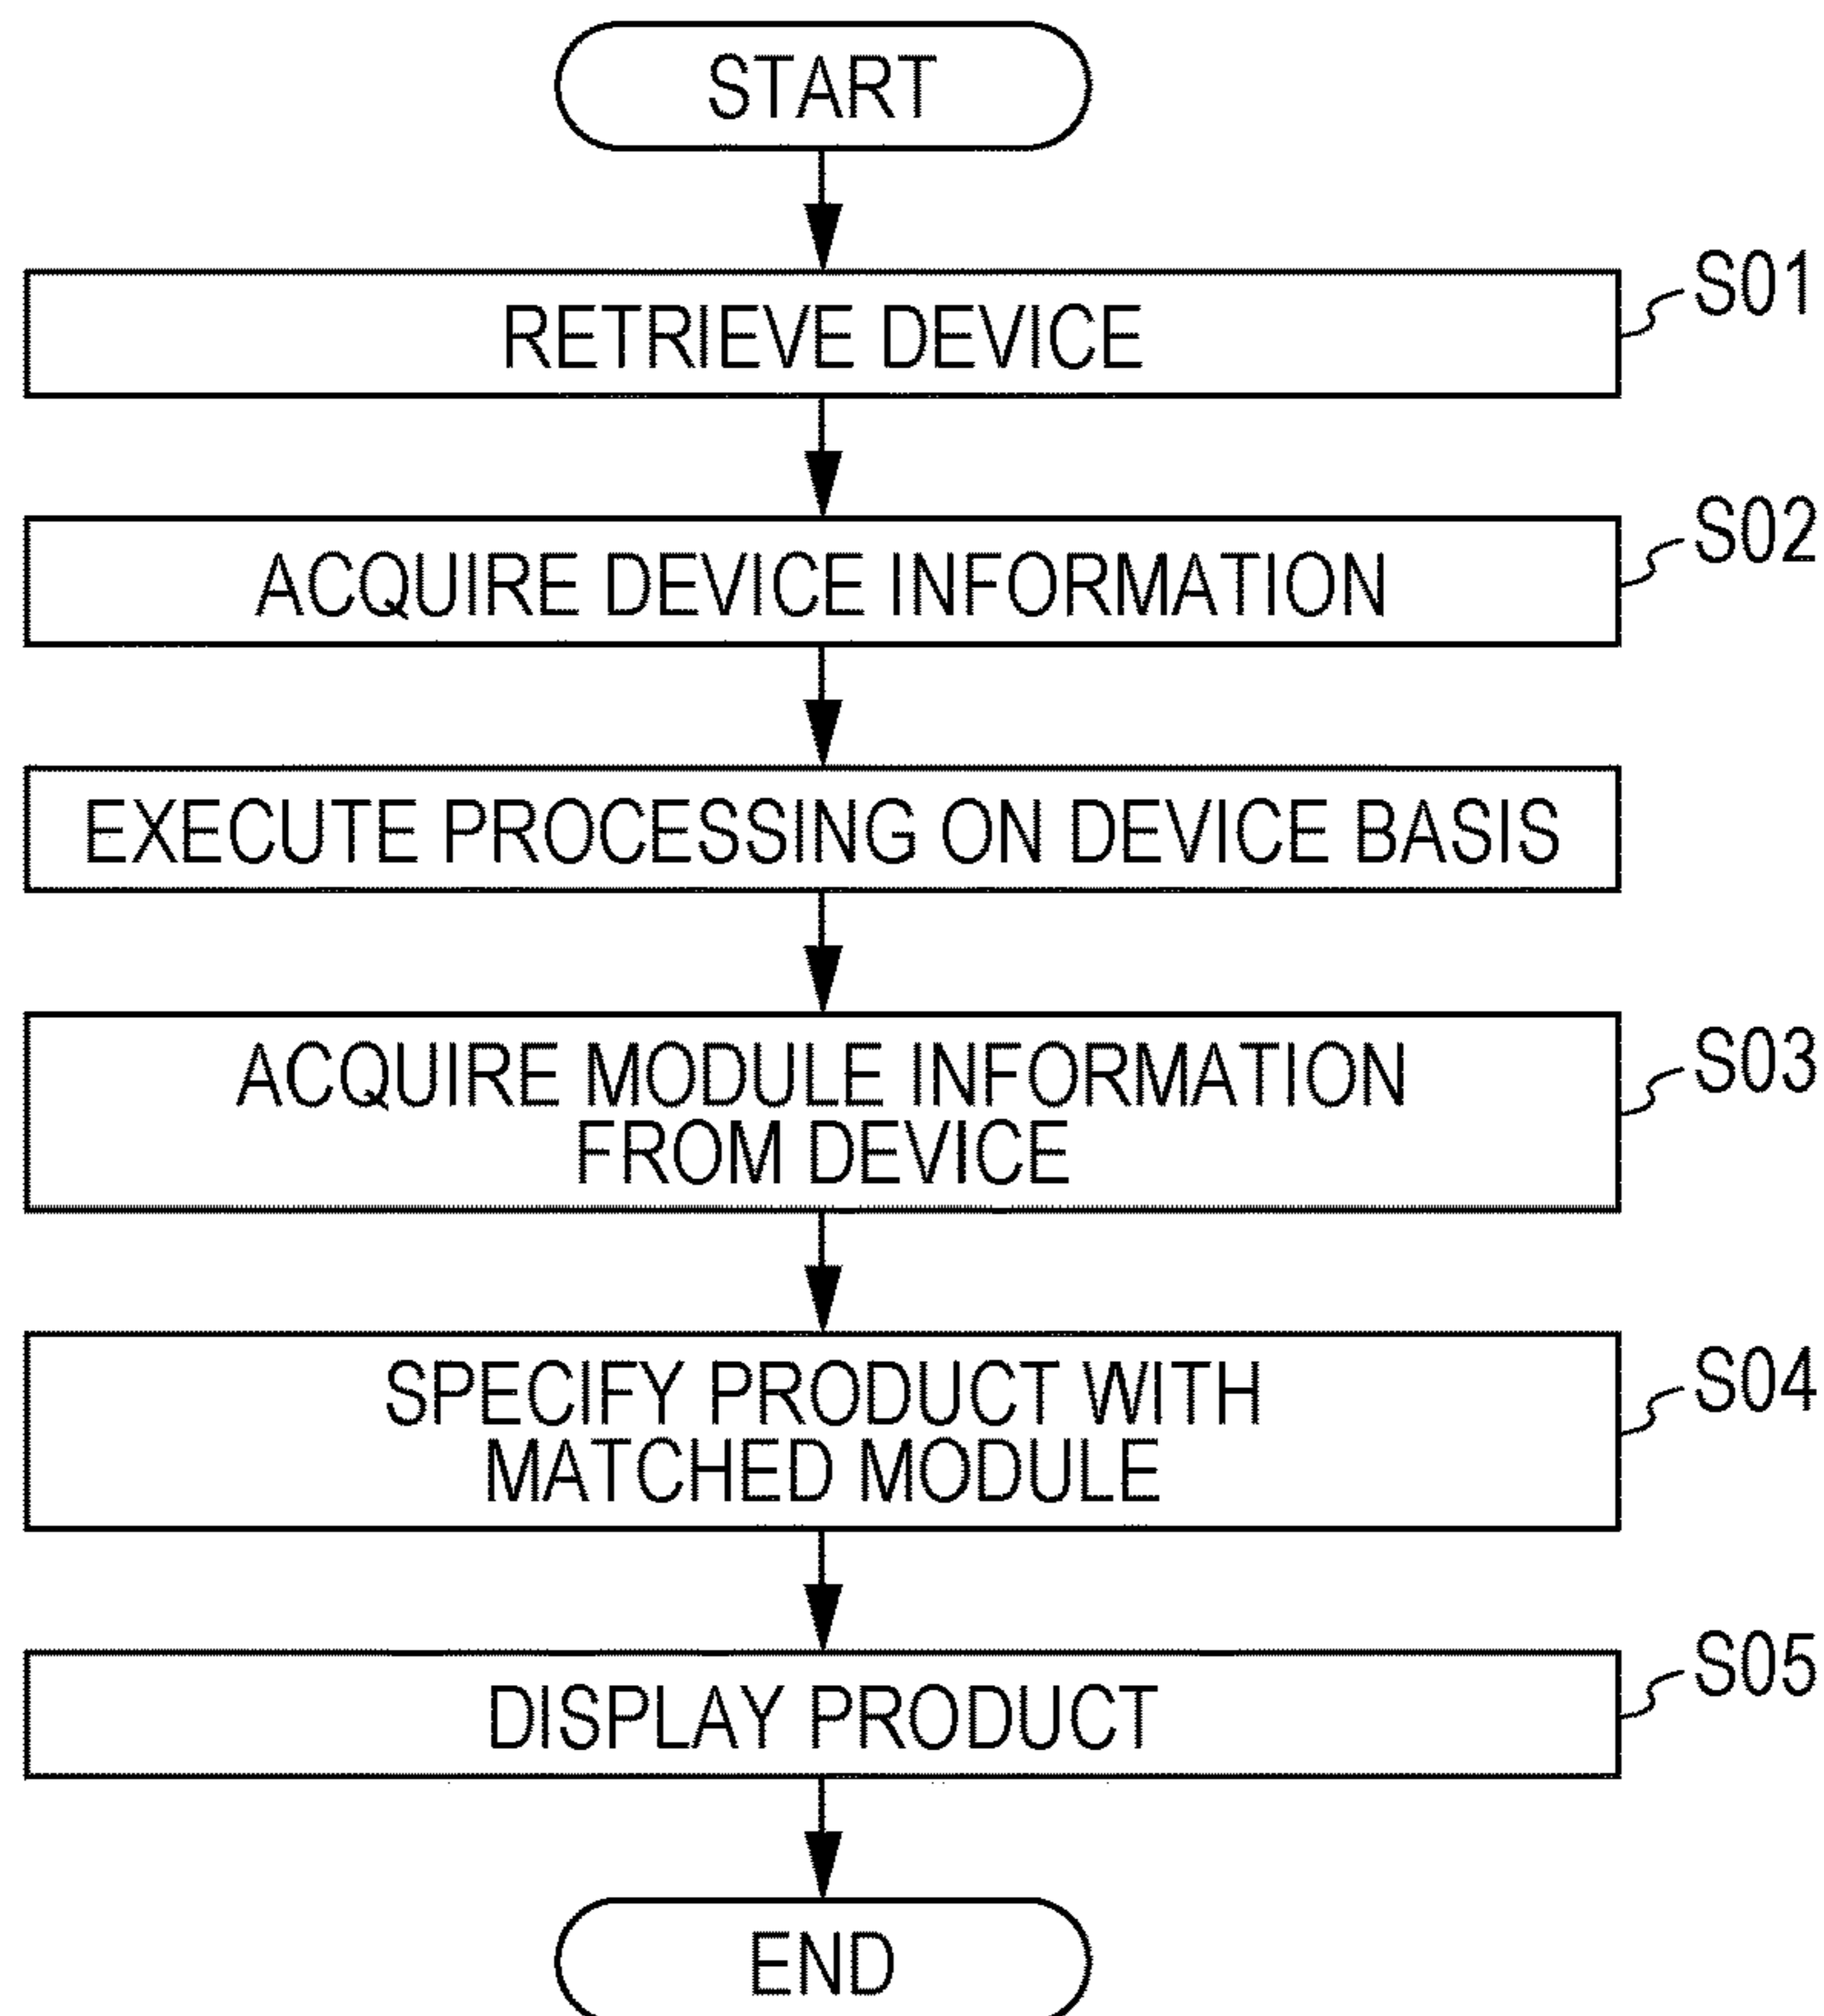 START
RETRIEVE DEVICE
S01
ACQUIRE DEVICE INFORMATION
S02
EXECUTE PROCESSING ON DEVICE BASIS
ACQUIRE MODULE INFORMATION
FROM DEVICE
S03
SPECIFY PRODUCT WITH
MATCHED MODULE
S04
DISPLAY PRODUCT
S05
END